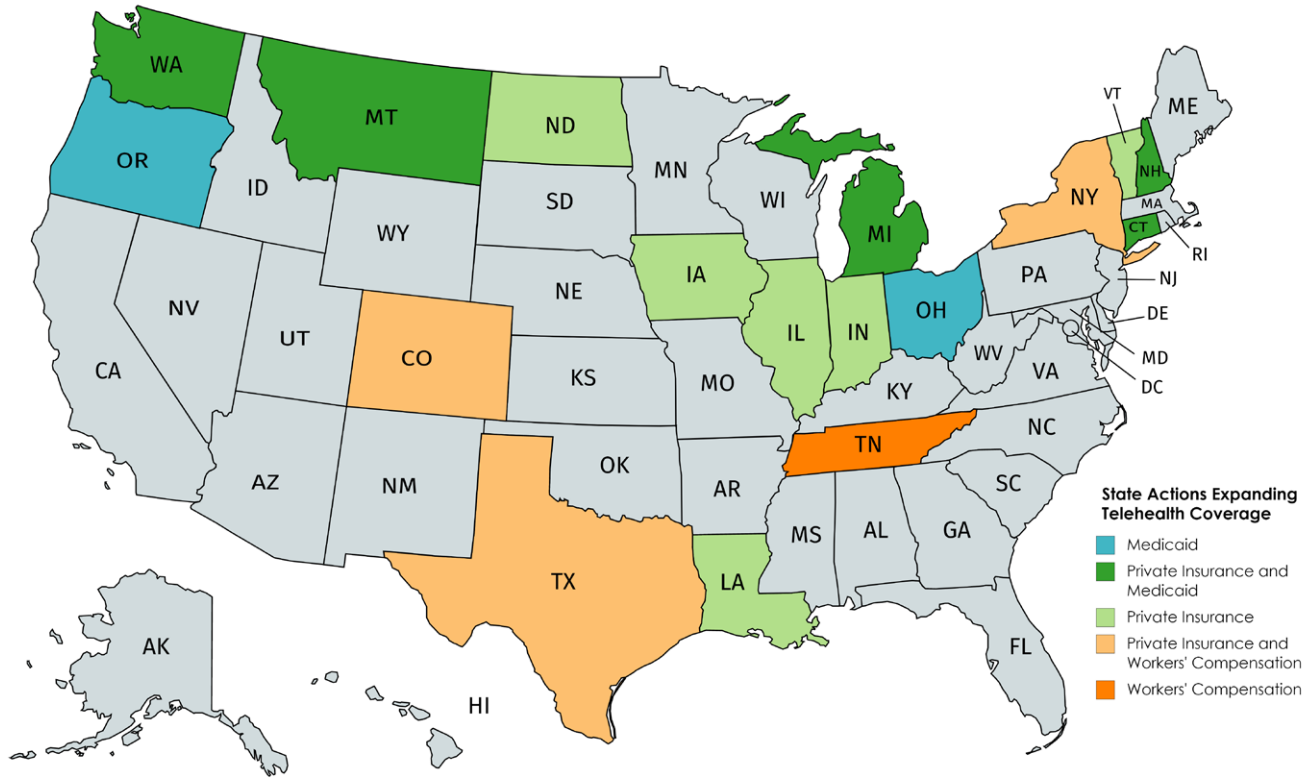 WA
MT
ND
VT
ME
OR
ID
MN
NH
SD
WI
NY
MA
WY
MI
CT
RI
IA
PA
NE
NJ
NV
OH
DE
UT
IL
IN
CO
WV
MD
CA
KS
MO
VA
DC
KY
NC
TN
OK
AZ
NM
AR
SC
State Actions Expanding
Telehealth Coverage
MS
AL
GA
Medicaid
Private Insurance and
Medicaid
TX
LA
Private Insurance
AK
FL
Private Insurance and
Workers' Compensation
HI
Workers' Compensation